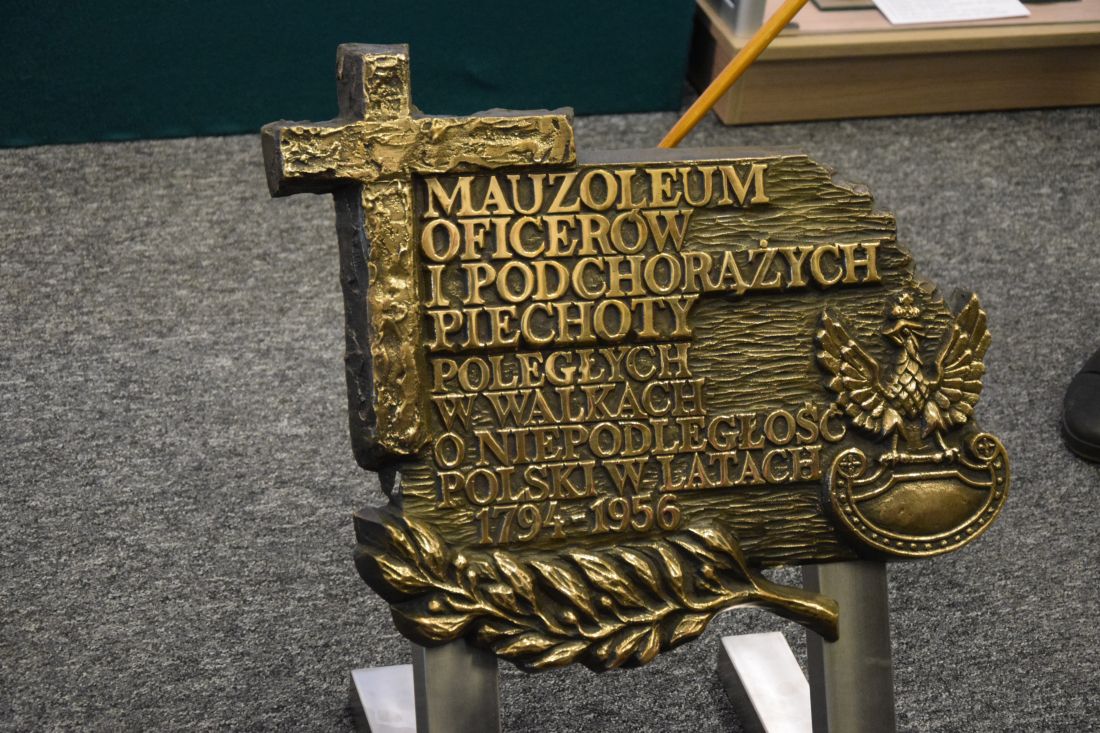 MAUZOLEUM
OFICERÓW
I PODCHORĄŻYCH
PIECHOTY
POLEGŁYCH
W WALKACH
O NIEPODLEGŁOŚĆ
POLSKI W LATACH
1794-1956